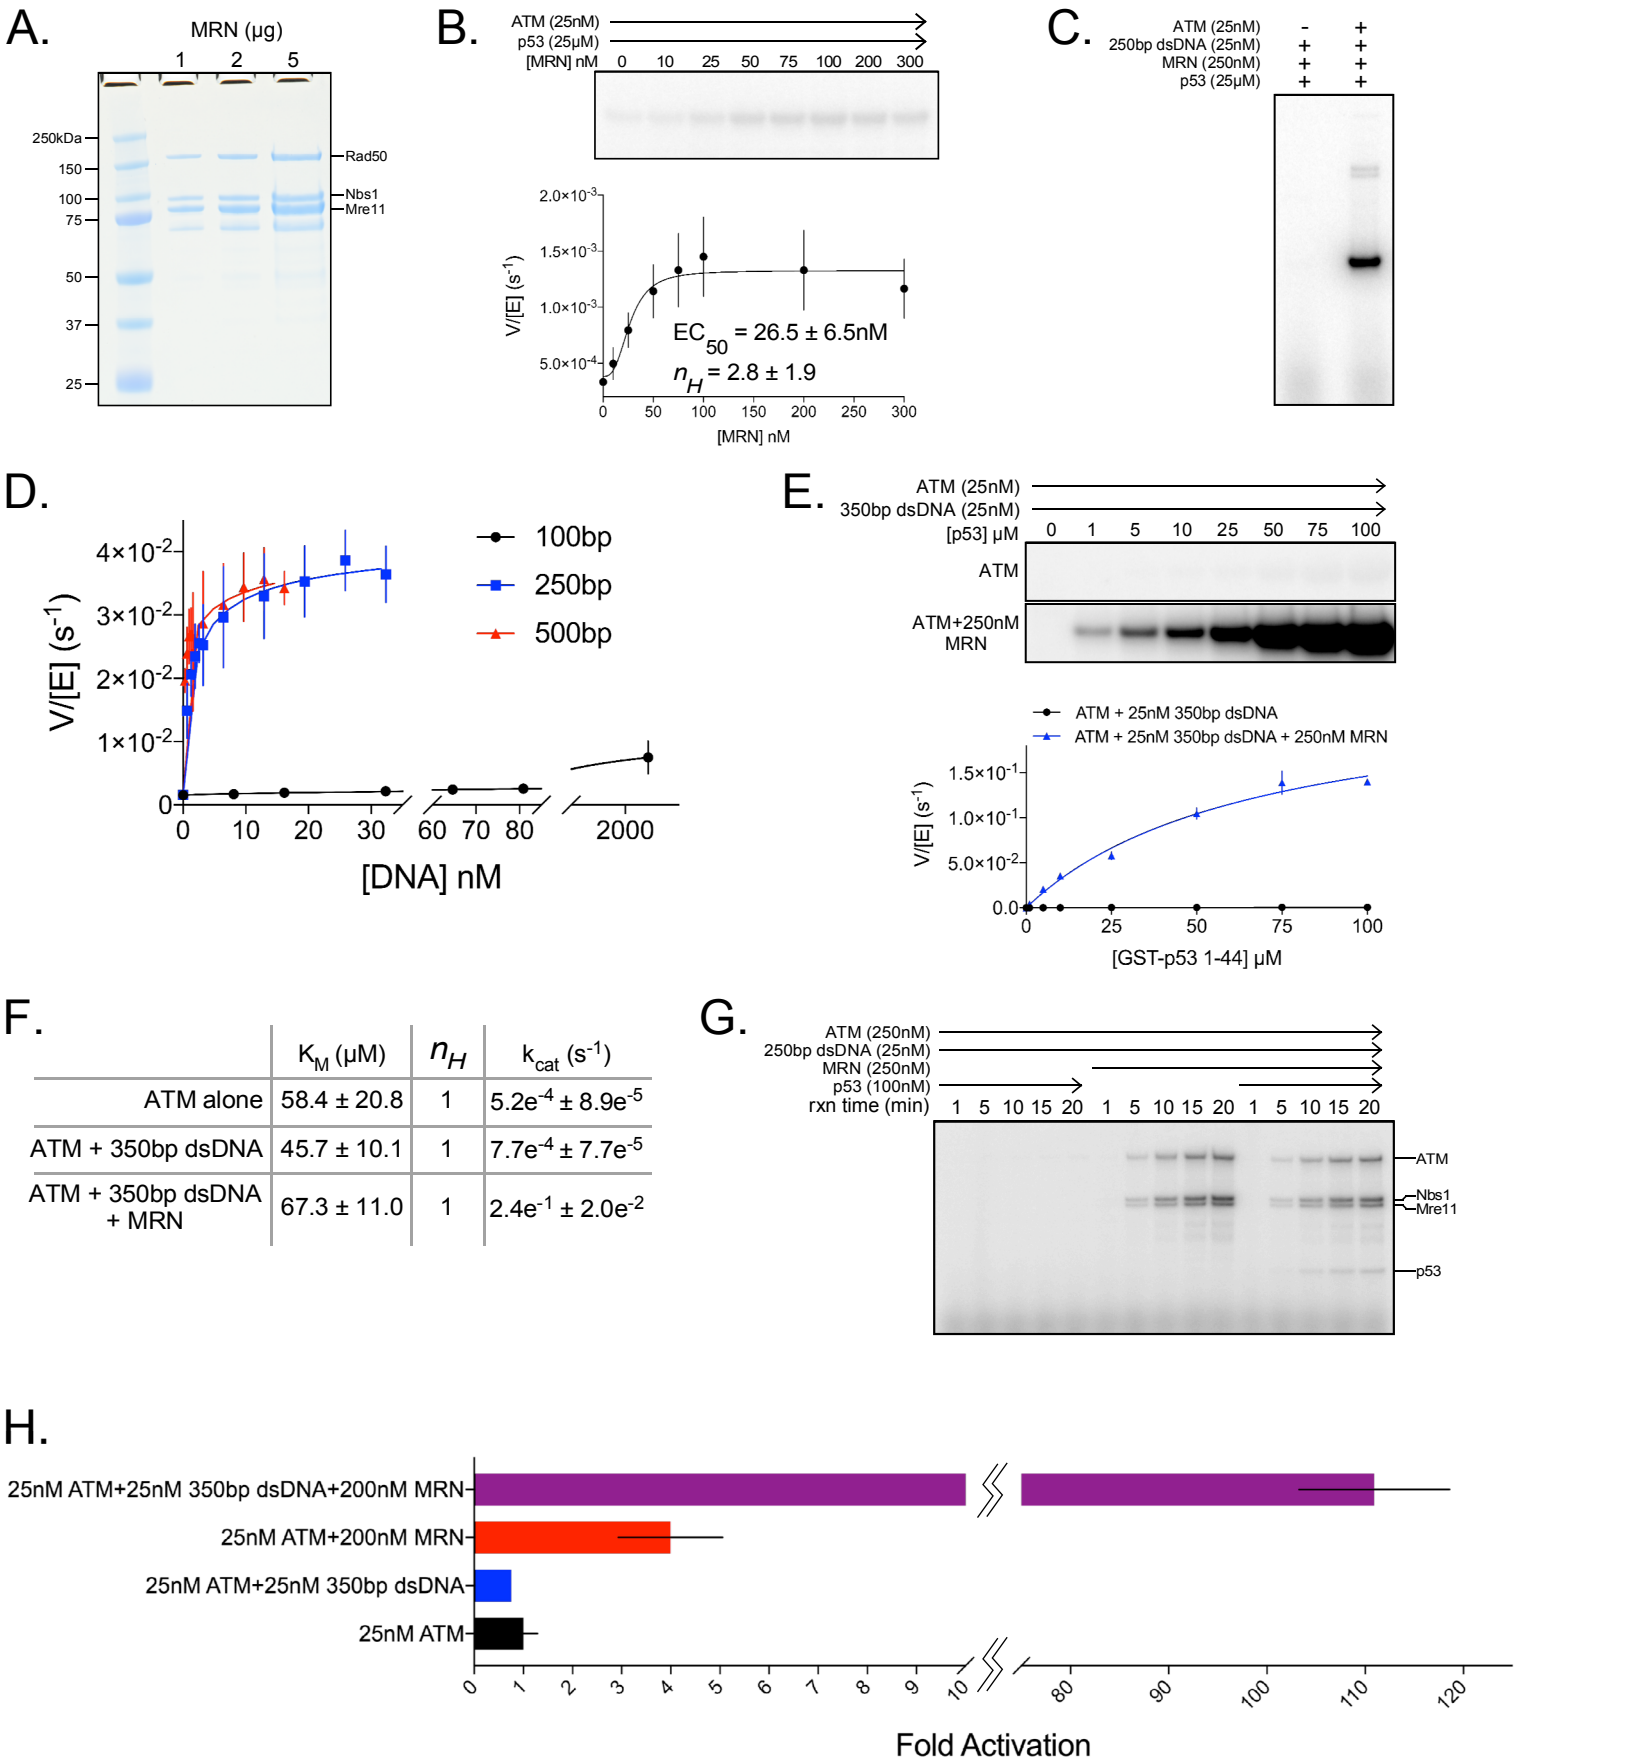 A.
MRN (µg)
1 2 5
250kDa
150
100
75
50
37
25
Rad50
Nbs1
Mre11
B.
ATM (25nM)
p53 (25µM)
[MRN] nM 0 10 25 50 75 100 200 300
V/[E] (s-1)
2.0×10-3
1.5×10-3
1.0×10-3
5.0×10-4
EC50 = 26.5 ± 6.5nM
nH = 2.8 ± 1.9
0 50 100 150 200 250 300
[MRN] nM
C.
ATM (25nM) - +
250bp dsDNA (25nM) + +
MRN (250nM) + +
p53 (25µM) + +
D.
V/[E] (s-1)
4×10-2
3×10-2
2×10-2
1×10-2
0
100bp
250bp
500bp
0 10 20 30 60 70 80 2000
[DNA] nM
E.
ATM (25nM)
350bp dsDNA (25nM)
[p53] µM 0 1 5 10 25 50 75 100
ATM
ATM+250nM
MRN
ATM + 25nM 350bp dsDNA
ATM + 25nM 350bp dsDNA + 250nM MRN
V/[E] (s-1)
1.5×10-1
1.0×10-1
5.0×10-2
0.0
0 25 50 75 100
[GST-p53 1-44] µM
F.
KM (µM) nH kcat (s-1)
ATM alone 58.4 ± 20.8 1 5.2e-4 ± 8.9e-5
ATM + 350bp dsDNA 45.7 ± 10.1 1 7.7e-4 ± 7.7e-5
ATM + 350bp dsDNA
+ MRN 67.3 ± 11.0 1 2.4e-1 ± 2.0e-2
G.
ATM (250nM)
250bp dsDNA (25nM)
MRN (250nM)
p53 (100nM)
rxn time (min) 1 5 10 15 20 1 5 10 15 20 1 5 10 15 20
ATM
Nbs1
Mre11
p53
H.
25nM ATM+25nM 350bp dsDNA+200nM MRN
25nM ATM+200nM MRN
25nM ATM+25nM 350bp dsDNA
25nM ATM
0 1 2 3 4 5 6 7 8 9 10 80 90 100 110 120
Fold Activation